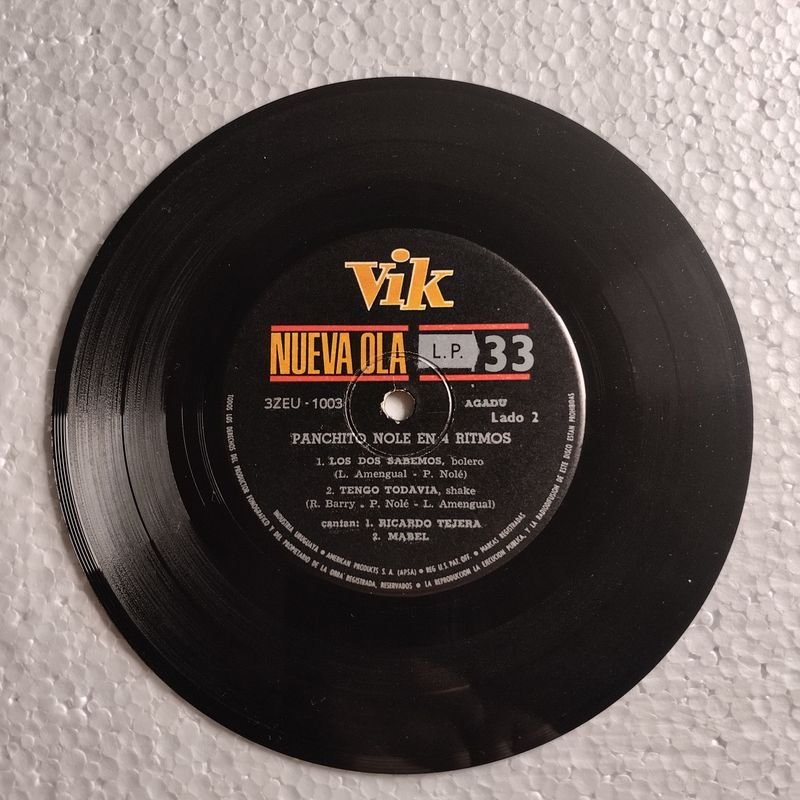 Vik
NUEVA OLA L.P. 33
3ZEU - 1003
AGADU
Lado 2
PANCHITO NOLE EN 4 RITMOS
1. LOS DOS SABEMOS, bolero
(L. Amengual - P. Nolé)
2. TENGO TODAVIA, shake
(R. Barry - P. Nolé - L. Amengual)
cantan: 1. RICARDO TEJERA
2. MABEL
INDUSTRIA URUGUAYA • AMERICAN PRODUCTS S. A. (APSA) • REG U.S. PAT. OFF. • MARCAS REGISTRADAS
TODOS LOS DERECHOS DEL PRODUCTOR FONOGRAFICO Y DEL PROPIETARIO DE LA OBRA REGISTRADA, RESERVADOS • LA REPRODUCCION LA EJECUCION PUBLICA, Y LA RADIODIFUSION DE ESTE DISCO ESTAN PROHIBIDAS